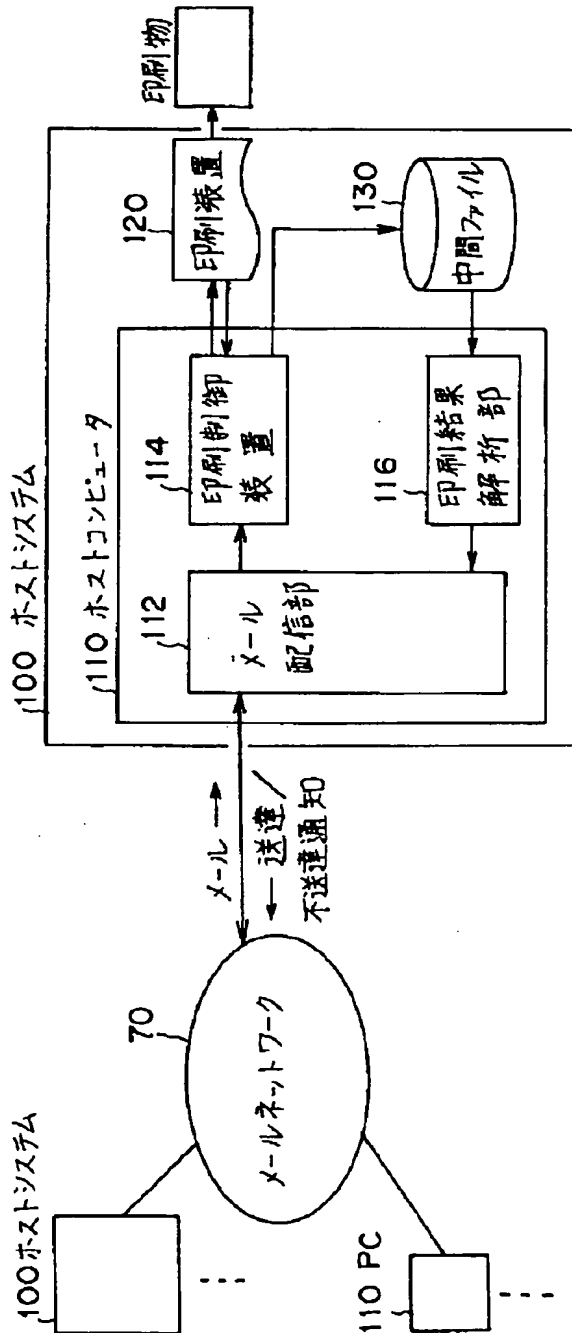 100 ホストシステム
110 PC
70
メールネットワーク
メール →
← 送達／
不送達通知
100 ホストシステム
110 ホストコンピュータ
112
メール
配信部
114
印刷制御
装置
116
印刷結果
解析部
120
印刷装置
130
中間ファイル
印刷物